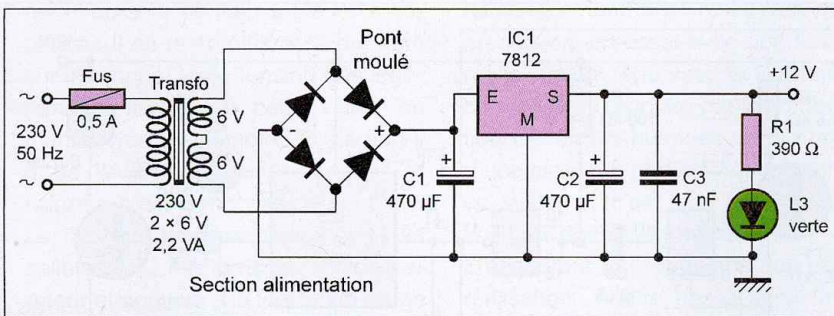 Fus
0,5 A
~
230 V
50 Hz
~
Transfo
6 V
6 V
230 V
2 × 6 V
2,2 VA
Pont
moulé
-
+
IC1
7812
E
S
M
+
C1
470 µF
+
C2
470 µF
C3
47 nF
+12 V
R1
390 Ω
L3
verte
Section alimentation